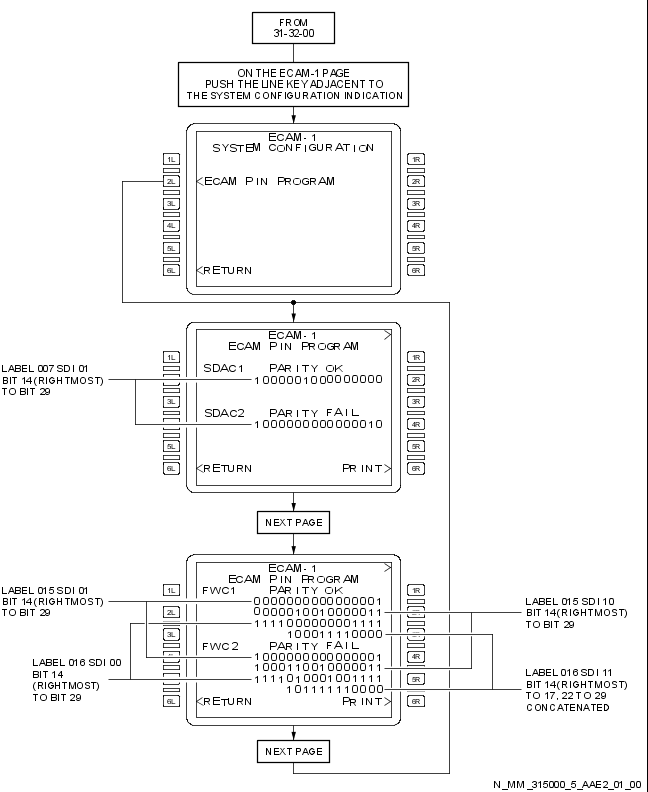 FROM
31-32-00
ON THE ECAM-1 PAGE
PUSH THE LINE KEY ADJACENT TO
THE SYSTEM CONFIGURATION INDICATION
ECAM-1
SYSTEM CONFIGURATION
1L
1R
2L
<ECAM PIN PROGRAM
2R
3L
3R
4L
4R
5L
5R
6L
<RETURN
6R
ECAM-1
ECAM PIN PROGRAM
1L
1R
LABEL 007 SDI 01
BIT 14 (RIGHTMOST)
TO BIT 29
SDAC1 PARITY OK
1000001000000000
2R
3L
3R
SDAC2 PARITY FAIL
1000000000000010
4R
5L
5R
6L
<RETURN
PRINT>
6R
NEXT PAGE
ECAM-1
ECAM PIN PROGRAM
1L
FWC1 PARITY OK
1R
LABEL 015 SDI 01
BIT 14 (RIGHTMOST)
TO BIT 29
0000000000000001
2L
0000010010000011
LABEL 015 SDI 10
BIT 14 (RIGHTMOST)
TO BIT 29
1111000000001111
3L
100011110000
FWC2 PARITY FAIL
1000000000000001
4R
1000110010000011
LABEL 016 SDI 00
BIT 14
(RIGHTMOST)
TO BIT 29
1111010001001111
5R
101111110000
LABEL 016 SDI 11
BIT 14 (RIGHTMOST)
TO 17, 22 TO 29
CONCATENATED
6L
<RETURN
PRINT>
6R
NEXT PAGE
N_MM_315000_5_AAE2_01_00